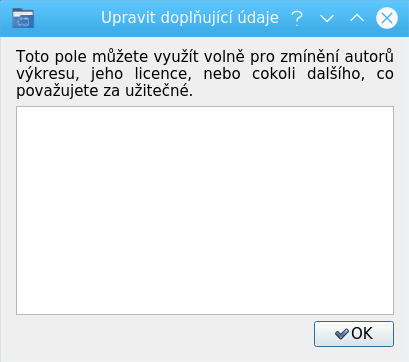 Upravit doplňující údaje
Toto pole můžete využít volně pro zmínění autorů
výkresu, jeho licence, nebo cokoli dalšího, co
považujete za užitečné.
OK